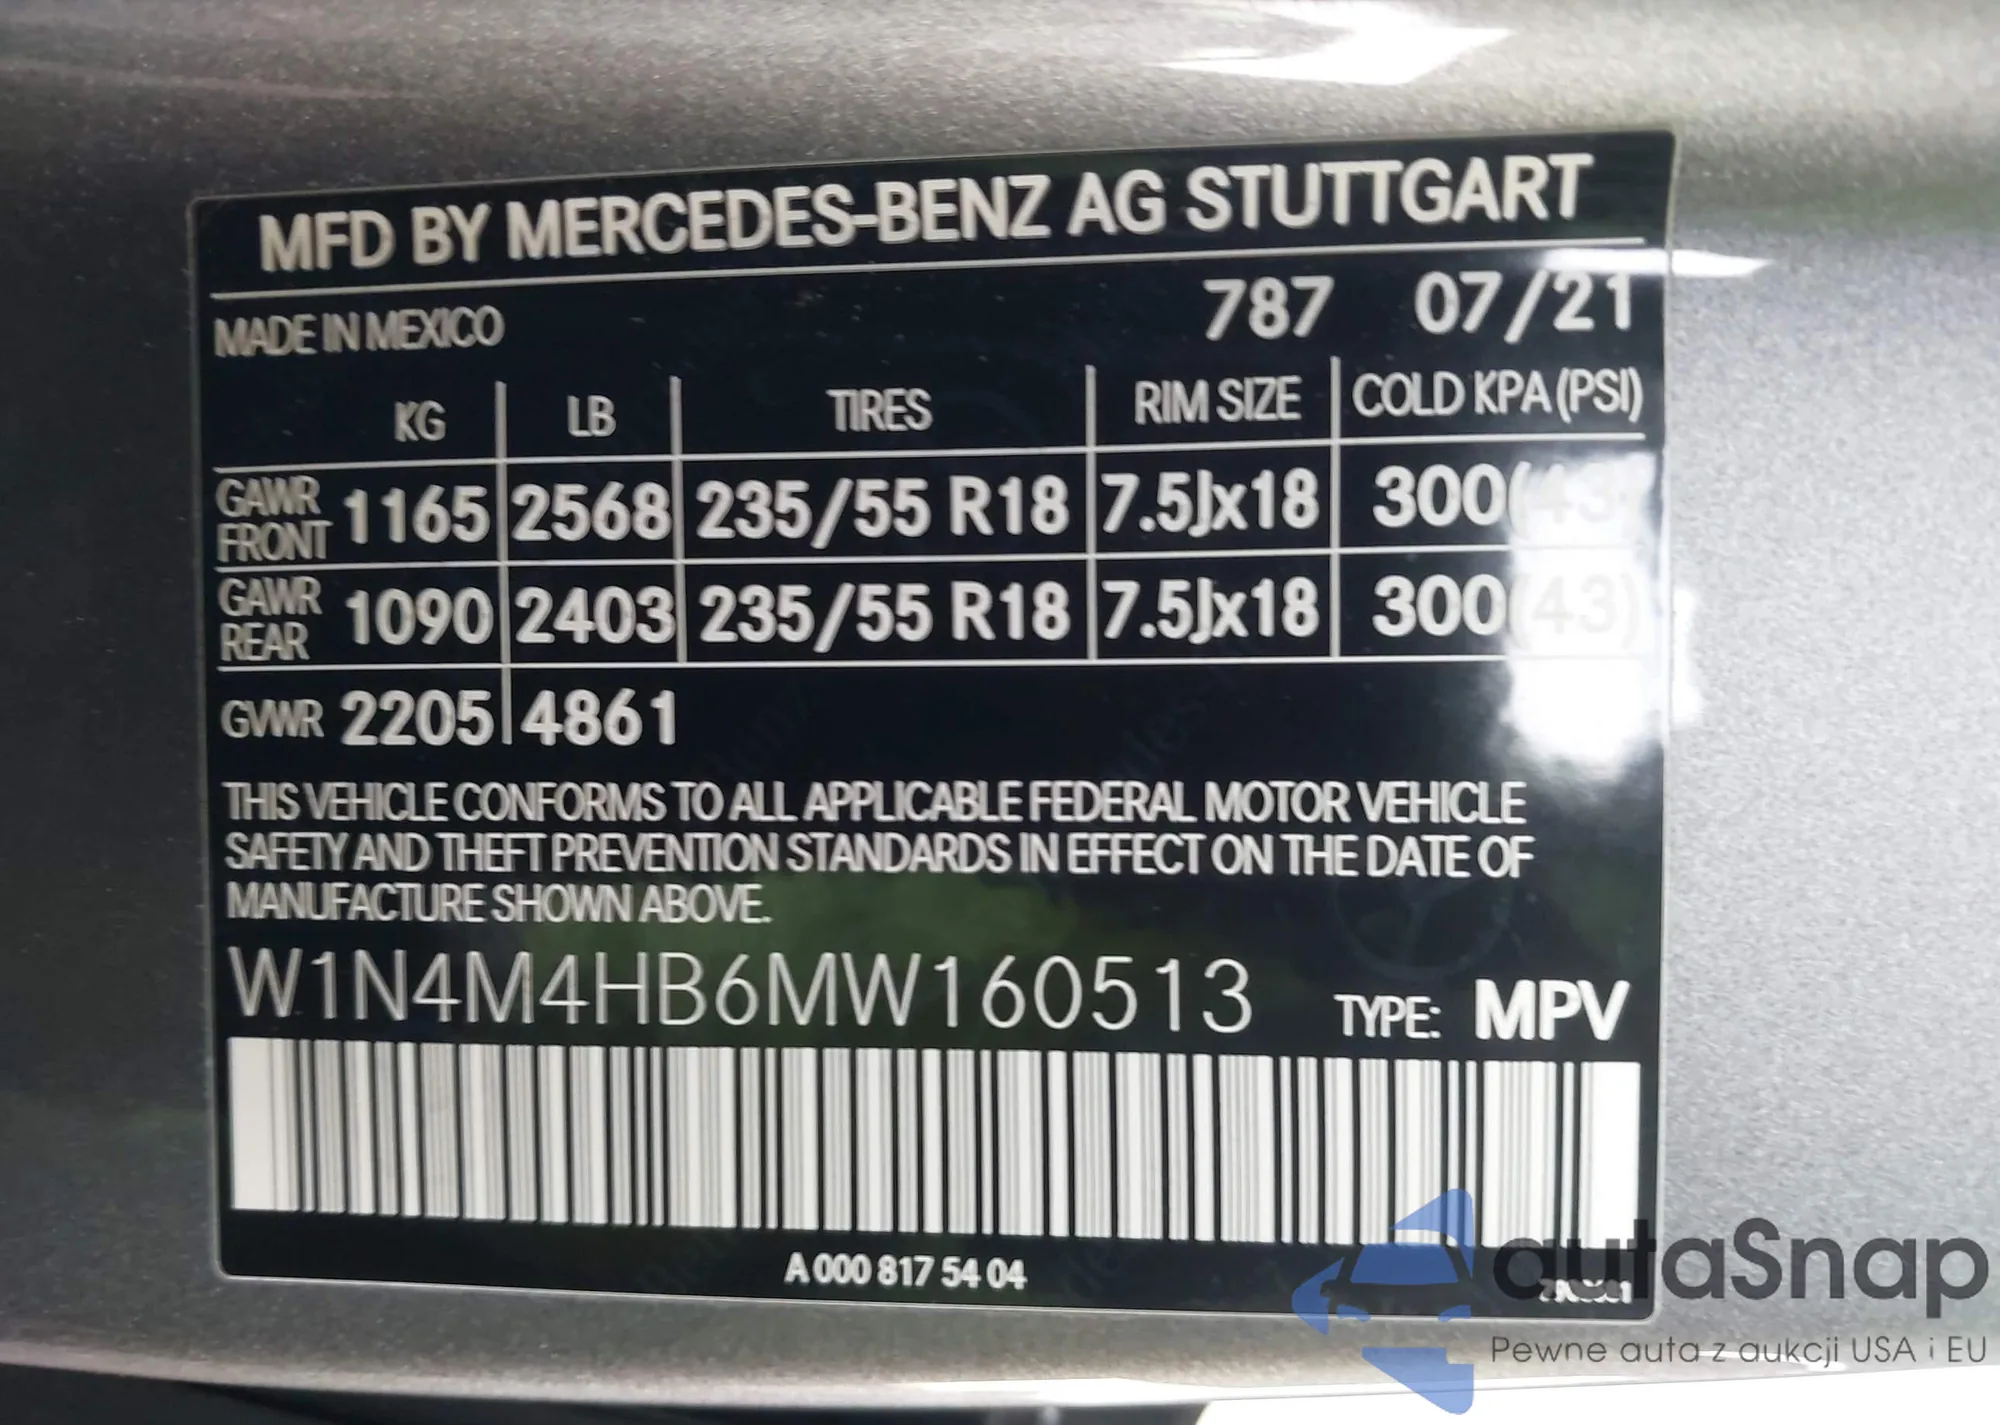 MFD BY MERCEDES-BENZ AG STUTTGART
MADE IN MEXICO 787 07/21
KG LB TIRES RIM SIZE COLD KPA (PSI)
GAWR FRONT 1165 2568 235/55 R18 7.5Jx18 300(43)
GAWR REAR 1090 2403 235/55 R18 7.5Jx18 300(43)
GVWR 2205 4861
THIS VEHICLE CONFORMS TO ALL APPLICABLE FEDERAL MOTOR VEHICLE
SAFETY AND THEFT PREVENTION STANDARDS IN EFFECT ON THE DATE OF
MANUFACTURE SHOWN ABOVE.
W1N4M4HB6MW160513 TYPE: MPV
A 000 817 54 04
autaSnap
Pewne auta z aukcji USA i EU